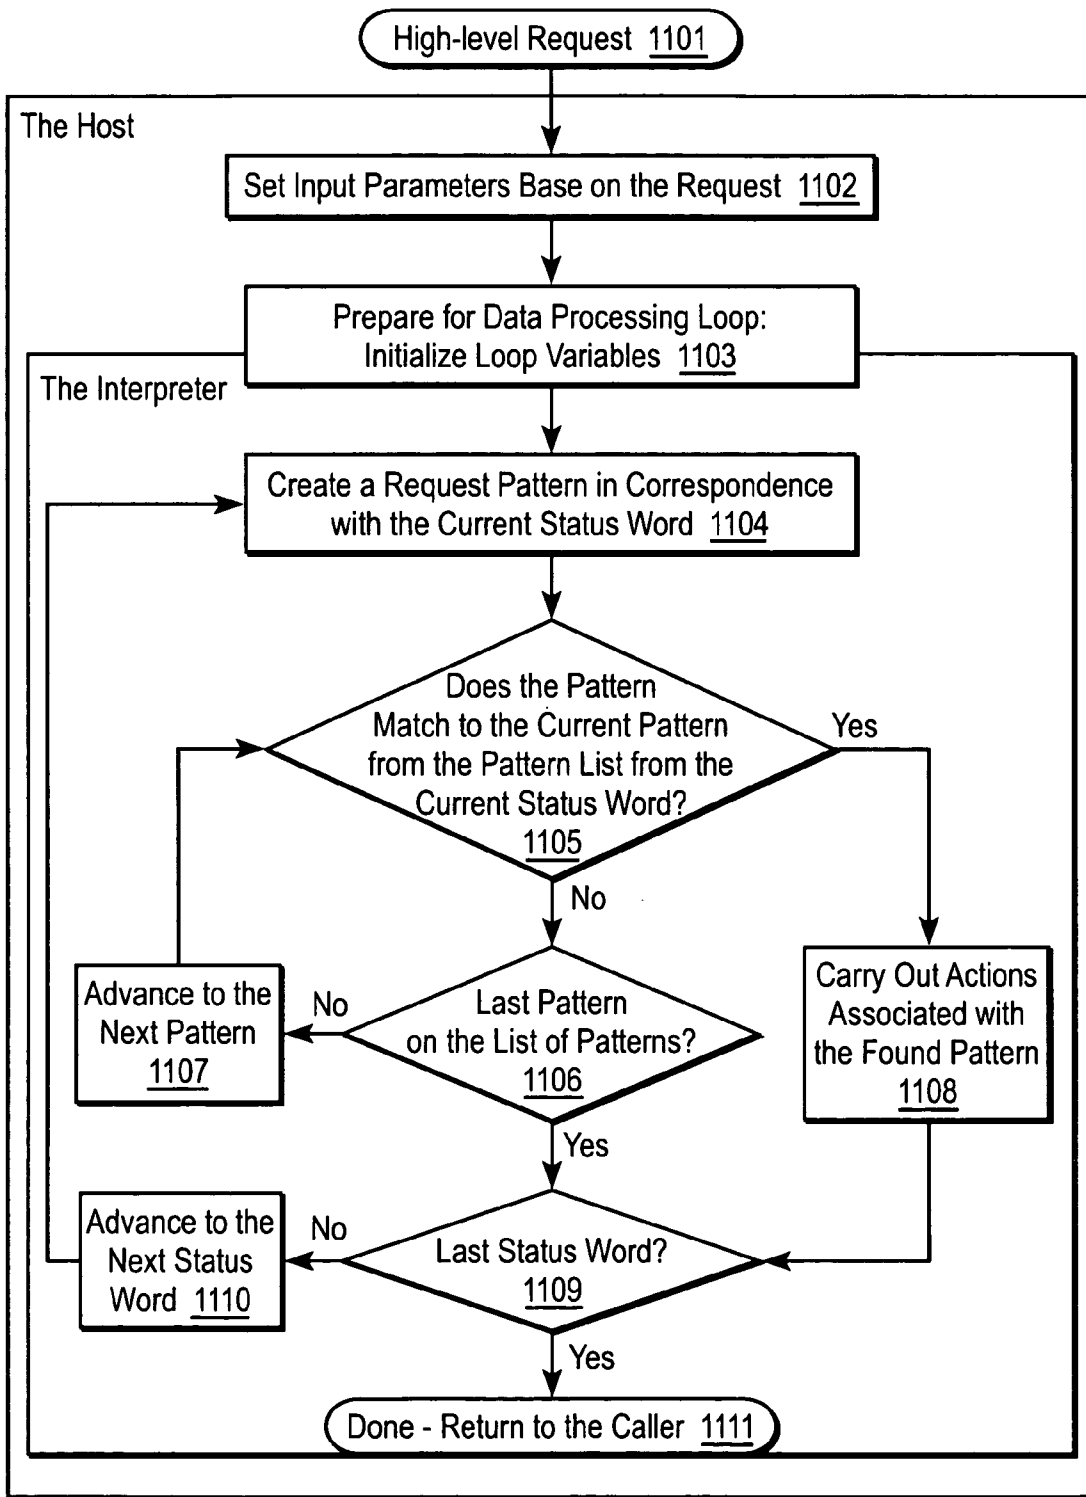 High-level Request 1101
The Host
Set Input Parameters Base on the Request 1102
Prepare for Data Processing Loop:
Initialize Loop Variables 1103
The Interpreter
Create a Request Pattern in Correspondence
with the Current Status Word 1104
Does the Pattern
Match to the Current Pattern
from the Pattern List from the
Current Status Word?
1105
Yes
No
Advance to the
Next Pattern
1107
No
Last Pattern
on the List of Patterns?
1106
Carry Out Actions
Associated with
the Found Pattern
1108
Yes
Advance to the
Next Status
Word 1110
No
Last Status Word?
1109
Yes
Done - Return to the Caller 1111